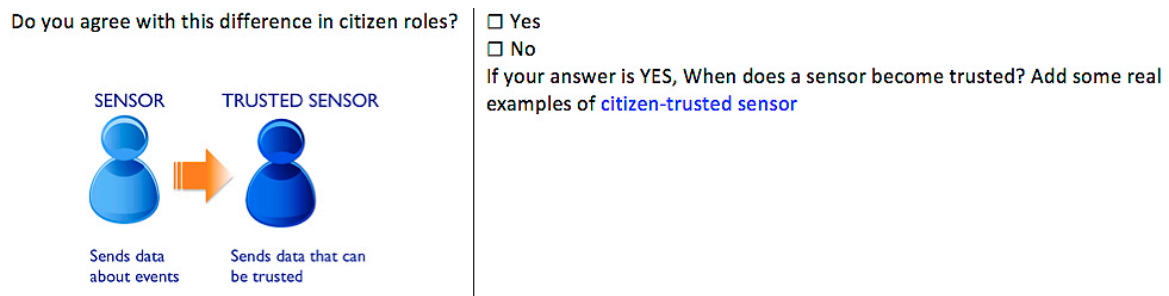 Do you agree with this difference in citizen roles?
SENSOR
TRUSTED SENSOR
Sends data
about events
Sends data that can
be trusted
☐ Yes
☐ No
If your answer is YES, When does a sensor become trusted? Add some real
examples of citizen-trusted sensor